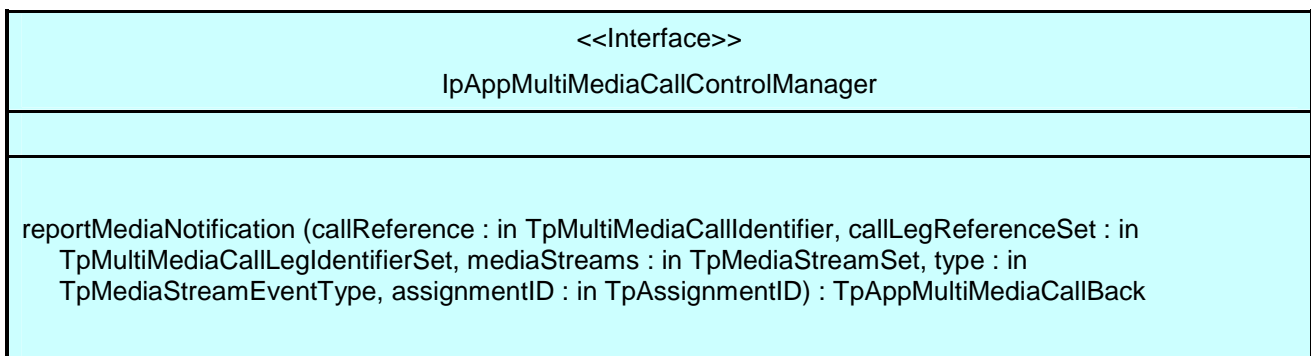 <<Interface>>
IpAppMultiMediaCallControlManager
reportMediaNotification (callReference : in TpMultiMediaCallIdentifier, callLegReferenceSet : in
TpMultiMediaCallLegIdentifierSet, mediaStreams : in TpMediaStreamSet, type : in
TpMediaStreamEventType, assignmentID : in TpAssignmentID) : TpAppMultiMediaCallBack